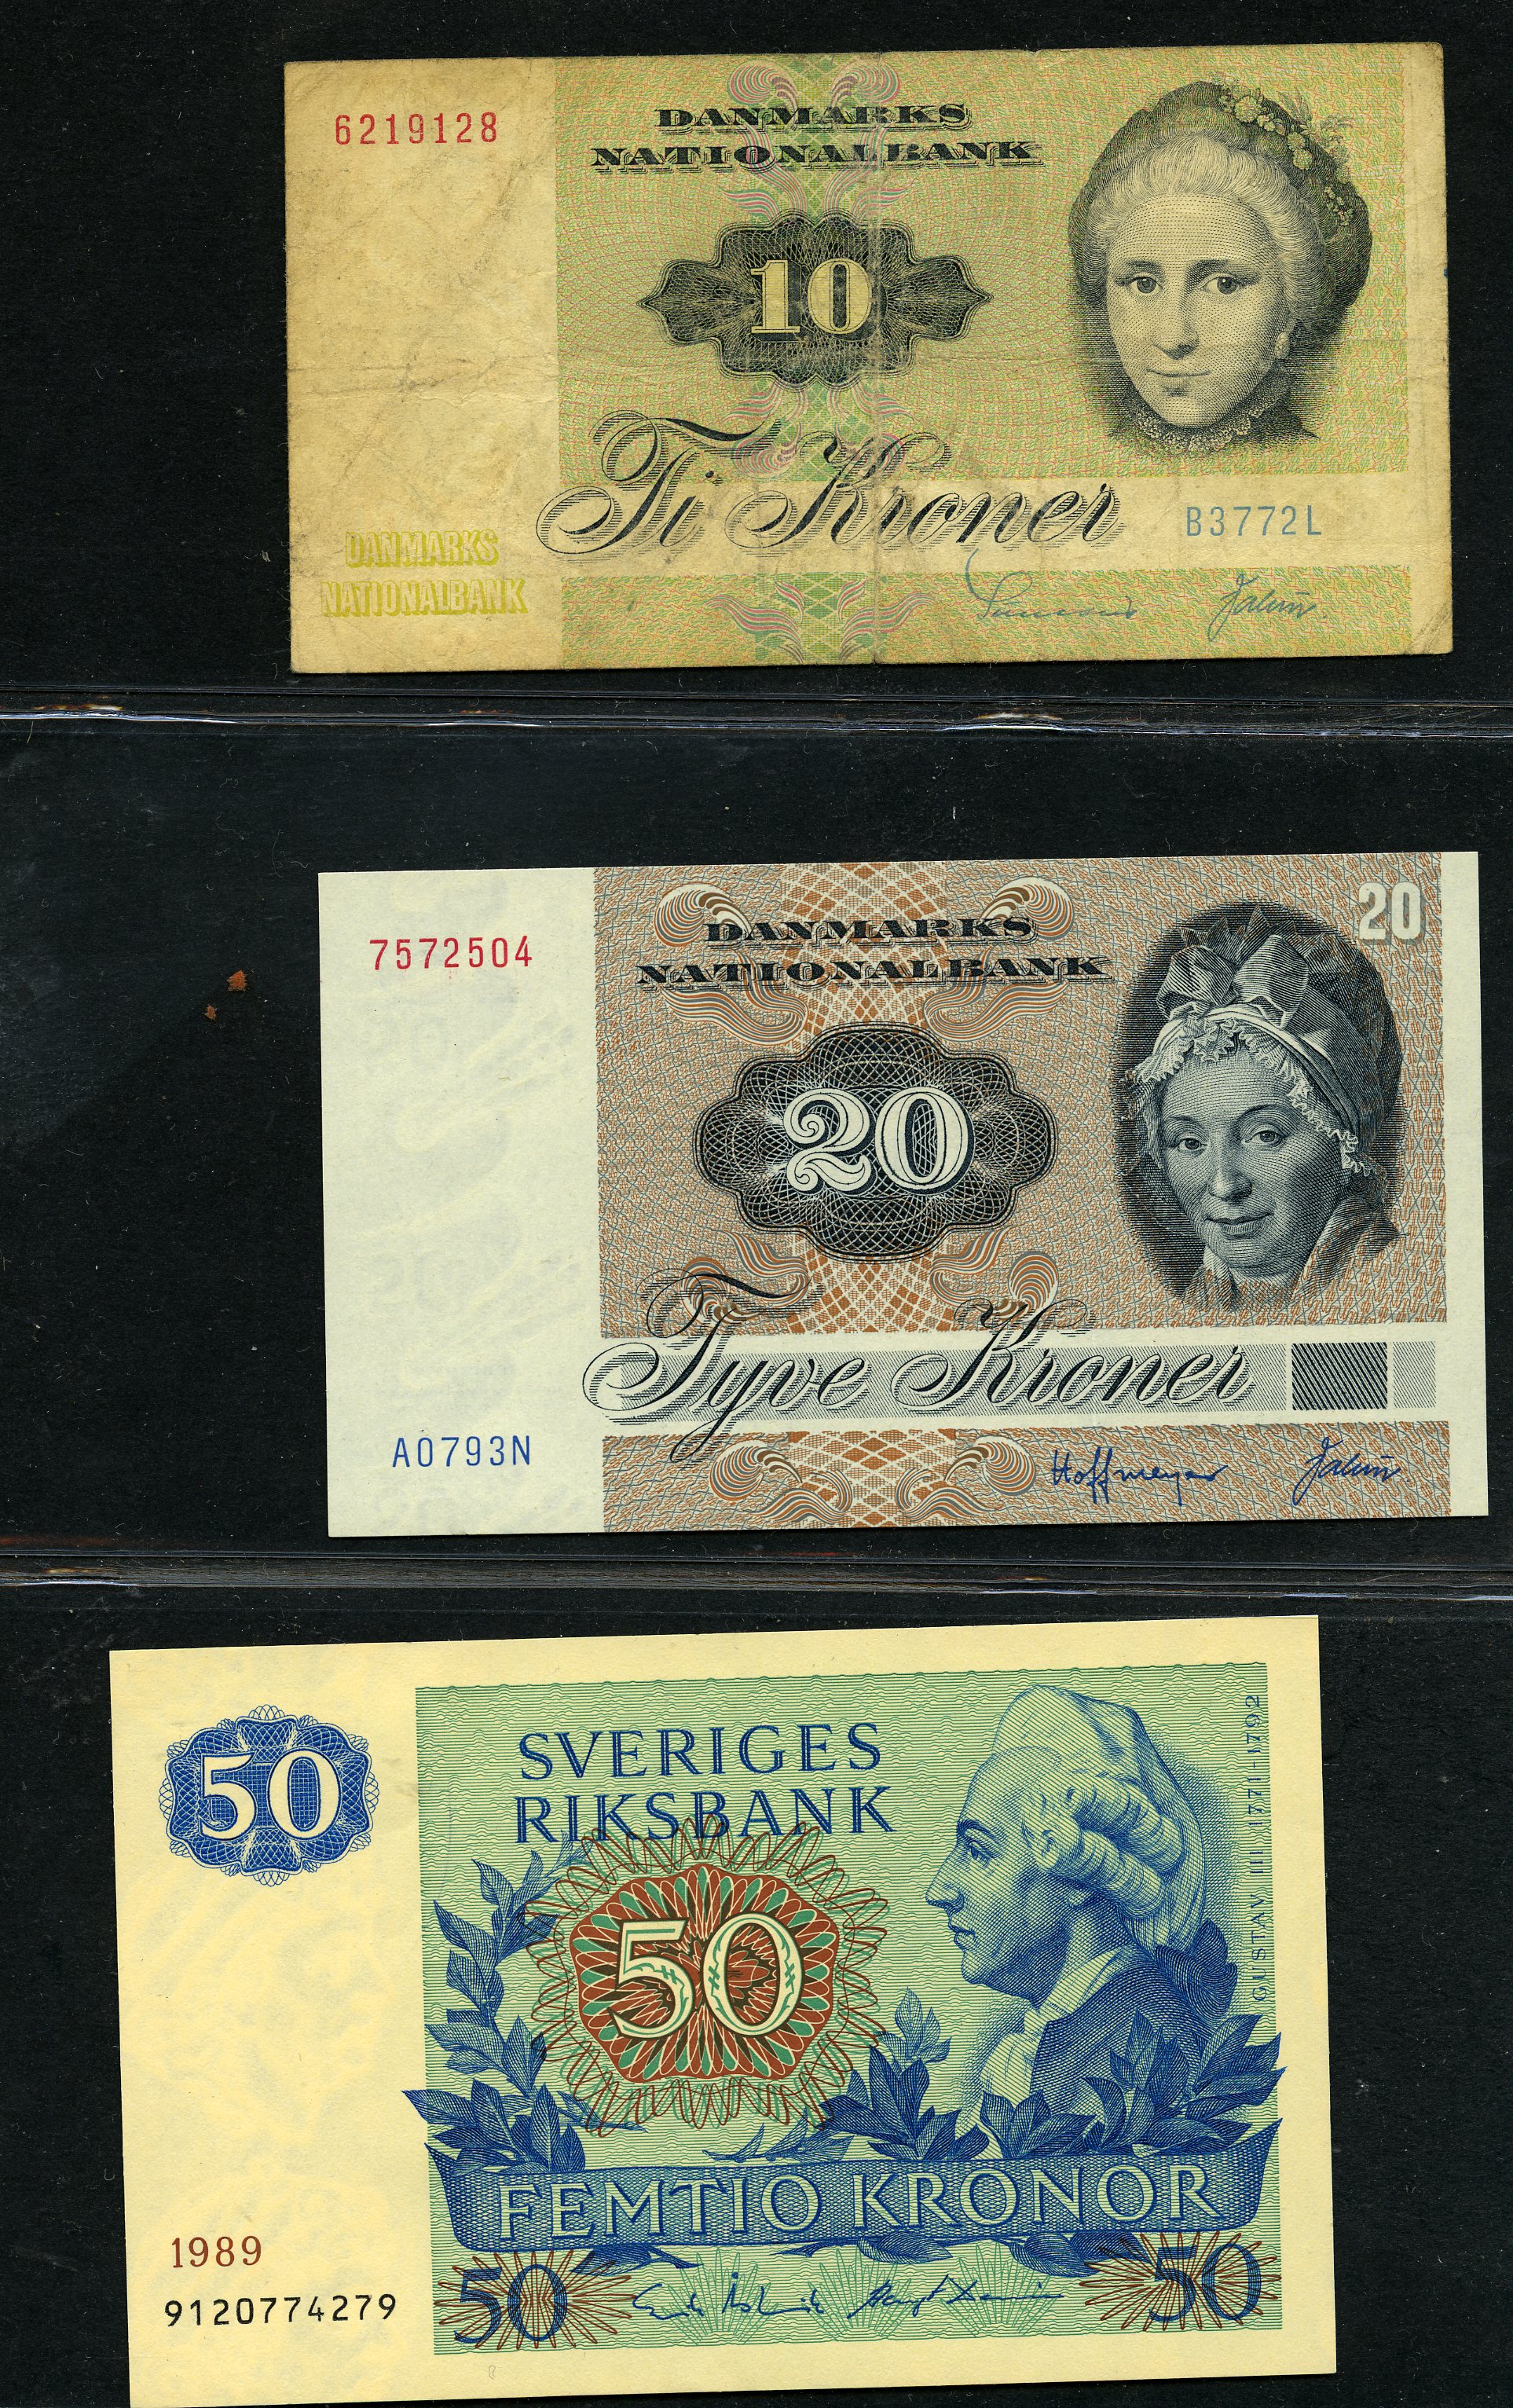 6219128
DANMARKS
NATIONALBANK
10
Ti Kroner
B3772L
DANMARKS
NATIONALBANK
7572504
DANMARKS
NATIONALBANK
20
20
Tyve Kroner
A0793N
Hoffmeyer
50
SVERIGES
RIKSBANK
50
GUSTAV III 1771-1792
FEMTIO KRONOR
1989
9120774279
50
50